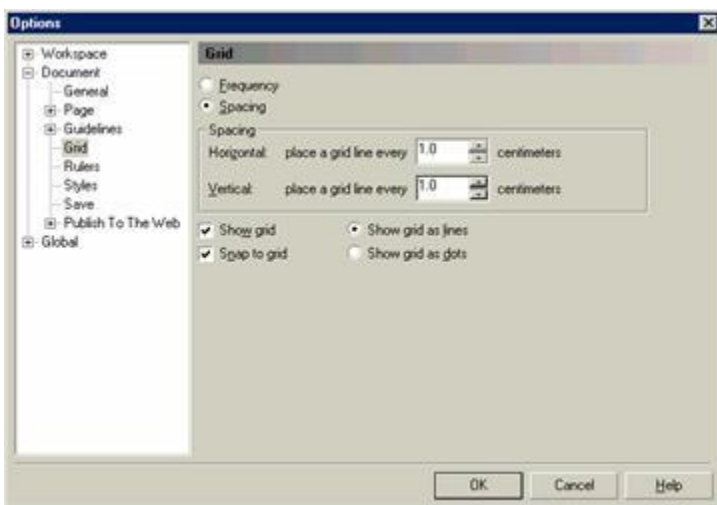 Options
Workspace
Document
General
Page
Guidelines
Grid
Rulers
Styles
Save
Publish To The Web
Global
Grid
Frequency
Spacing
Spacing
Horizontal: place a grid line every 1.0 centimeters
Vertical: place a grid line every 1.0 centimeters
Show grid
Show grid as lines
Snap to grid
Show grid as dots
OK
Cancel
Help